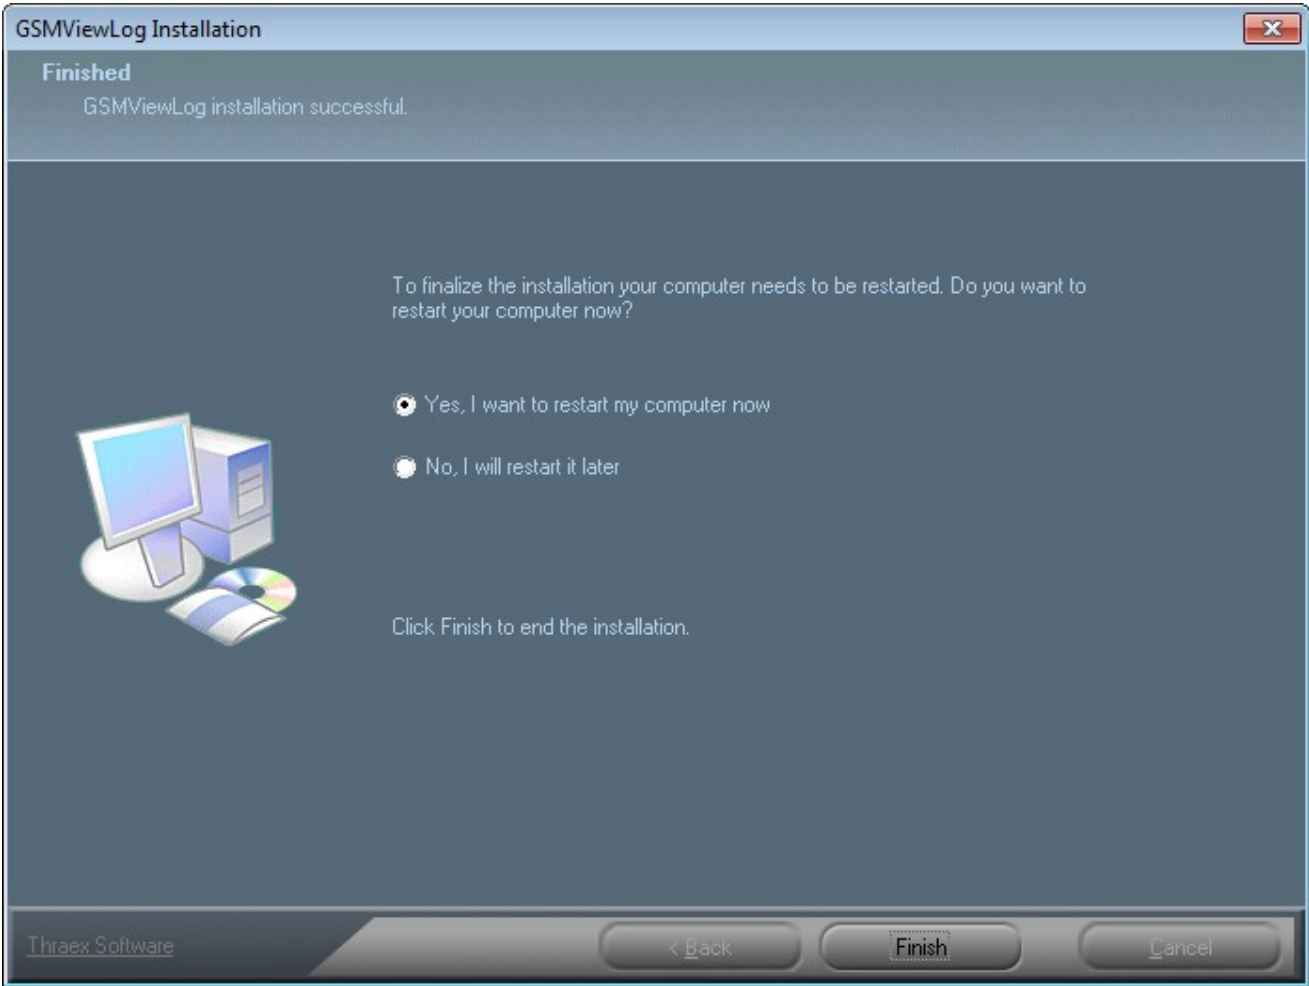 GSMViewLog Installation
Finished
GSMViewLog installation successful.
To finalize the installation your computer needs to be restarted. Do you want to
restart your computer now?
Yes, I want to restart my computer now
No, I will restart it later
Click Finish to end the installation.
Thraex Software
< Back
Finish
Cancel